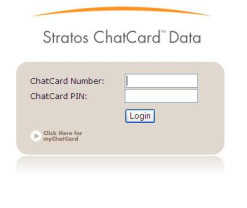 Stratos ChatCard™ Data
ChatCard Number:
ChatCard PIN:
Login
Click Here for
myChatCard